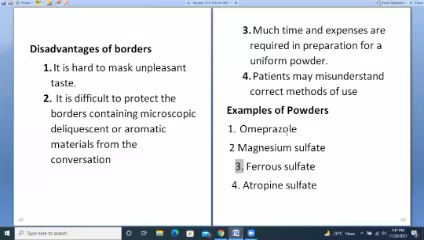 Disadvantages of borders
1. It is hard to mask unpleasant
taste.
2. It is difficult to protect the
borders containing microscopic
deliquescent or aromatic
materials from the
conversation
3. Much time and expenses are
required in preparation for a
uniform powder.
4. Patients may misunderstand
correct methods of use
Examples of Powders
1. Omeprazole
2 Magnesium sulfate
3. Ferrous sulfate
4. Atropine sulfate
Type here to search